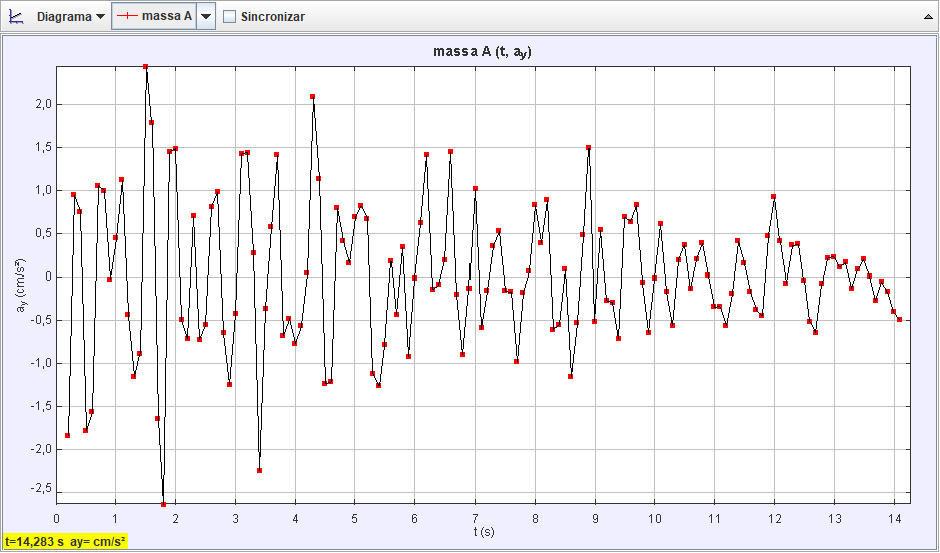 Diagrama massa A Sincronizar
massa A (t, aᵧ)
2,0
1,5
1,0
0,5
0
-0,5
-1,0
-1,5
-2,0
-2,5
aᵧ (cm/s²)
0 1 2 3 4 5 6 7 8 9 10 11 12 13 14
t (s)
t=14,283 s ay= cm/s²